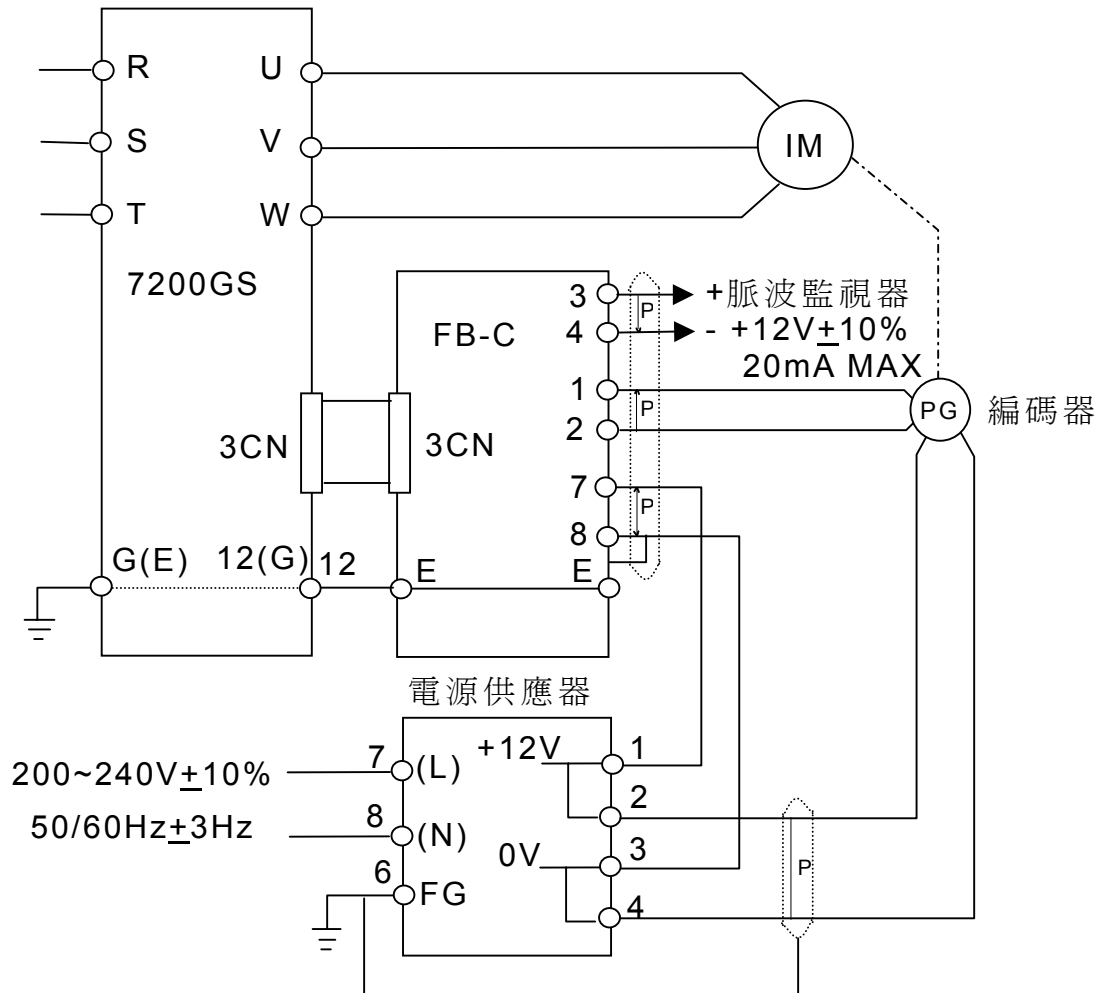 R U
S V
T W
IM
7200GS
FB-C
3 P +脈波監視器
4 - +12V±10%
20mA MAX
1 P
2
PG 編碼器
3CN 3CN
7 P
8
G(E) 12(G) 12 E E
電源供應器
200~240V±10% 7 (L) +12V 1
2
50/60Hz±3Hz 8 (N)
0V 3
6 FG
4
P